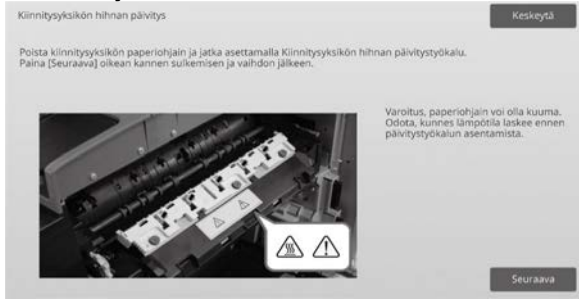 Kiinnitysyksikön hihnan päivitys
Keskeytä
Poista kiinnitysyksikön paperiohjain ja jatka asettamalla Kiinnitysyksikön hihnan päivitystyökalu.
Paina [Seuraava] oikean kannen sulkemisen ja vaihdon jälkeen.
Varoitus, paperiohjain voi olla kuuma.
Odota, kunnes lämpötila laskee ennen
päivitystyökalun asentamista.
Seuraava